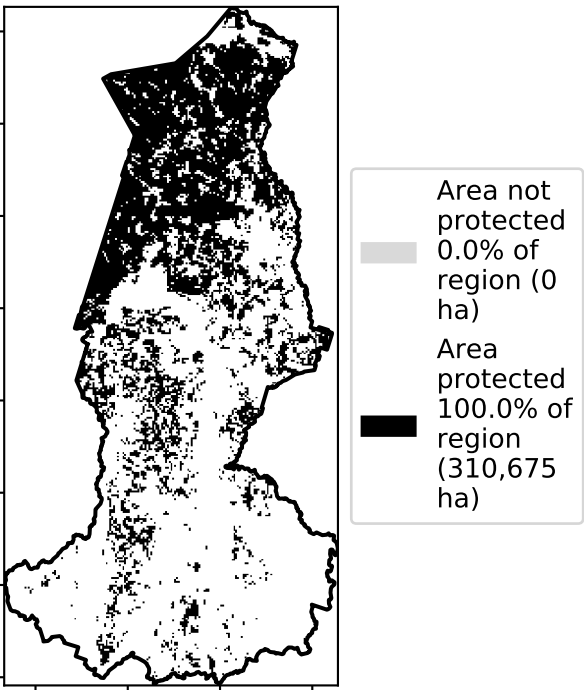 Area not
protected
0.0% of
region (0
ha)
Area
protected
100.0% of
region
(310,675
ha)